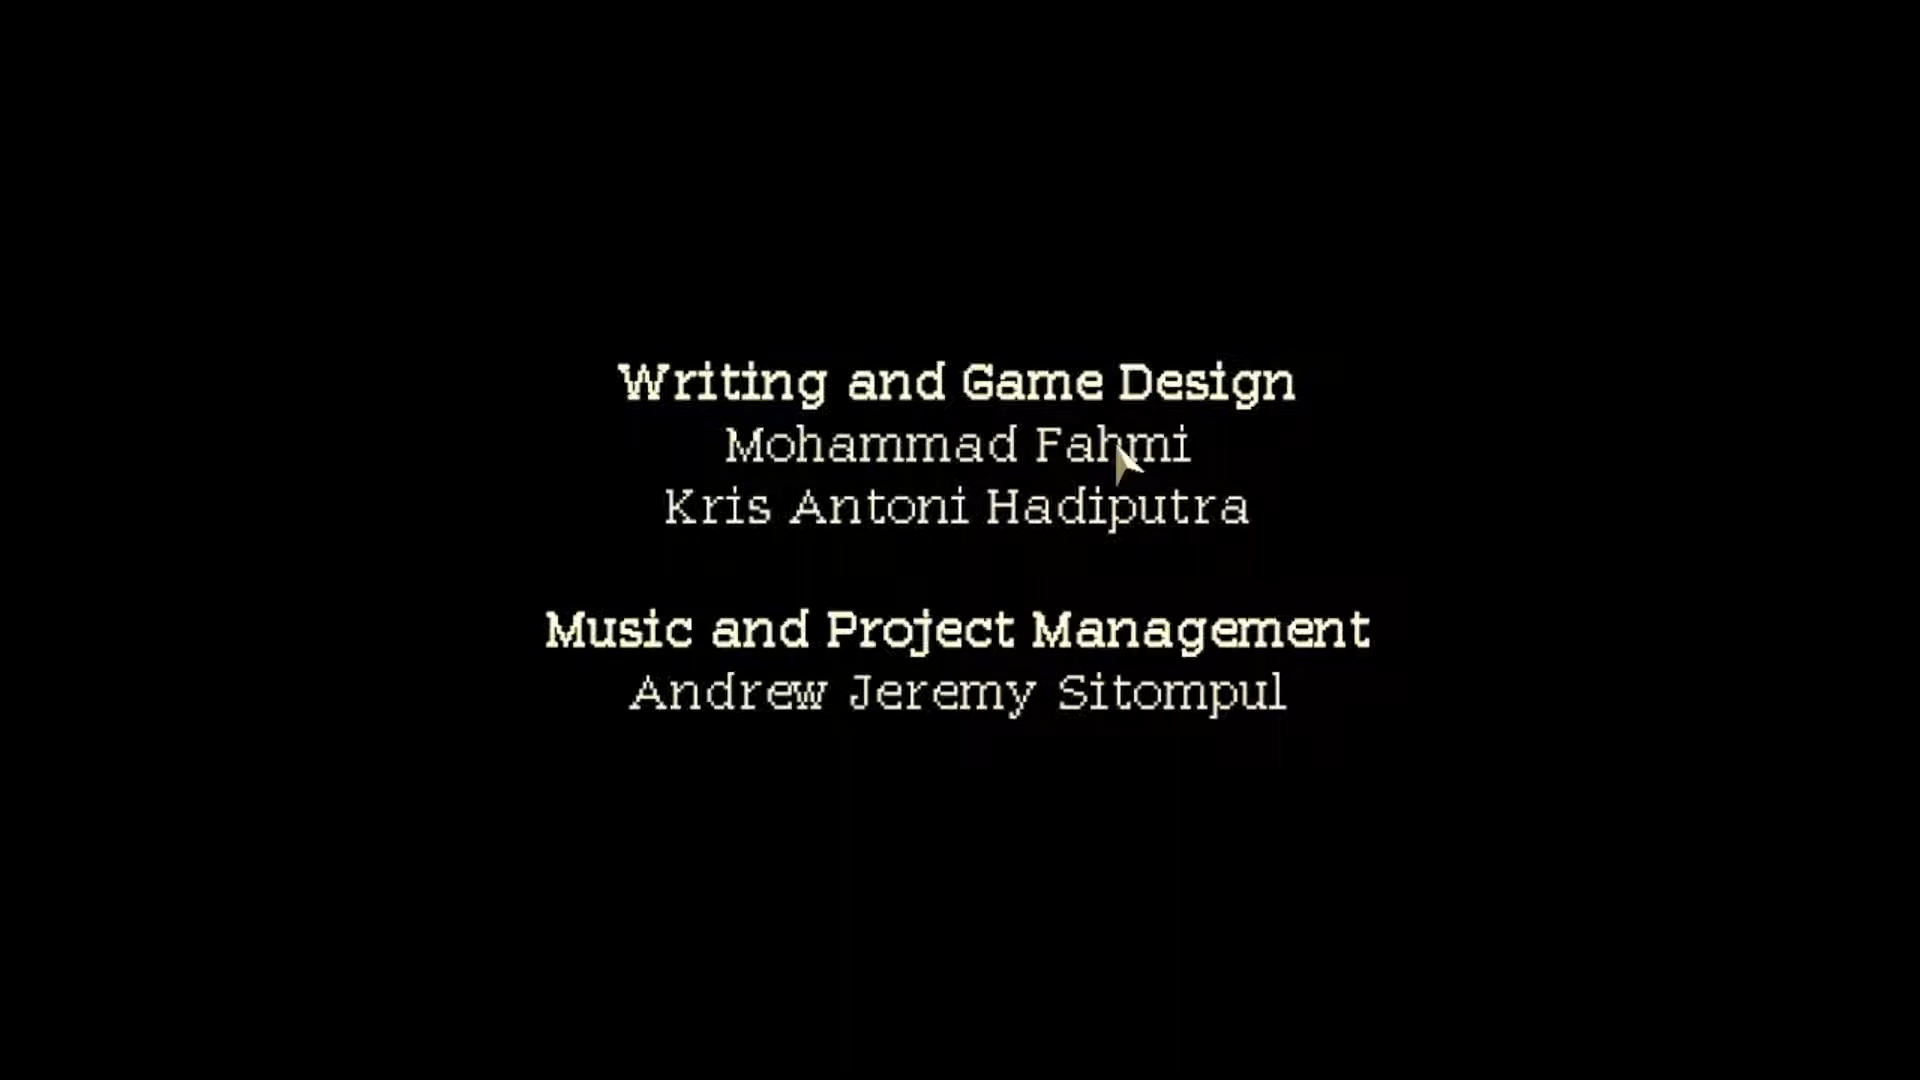 Writing and Game Design
Mohammad Fahmi
Kris Antoni Hadiputra
Music and Project Management
Andrew Jeremy Sitompul